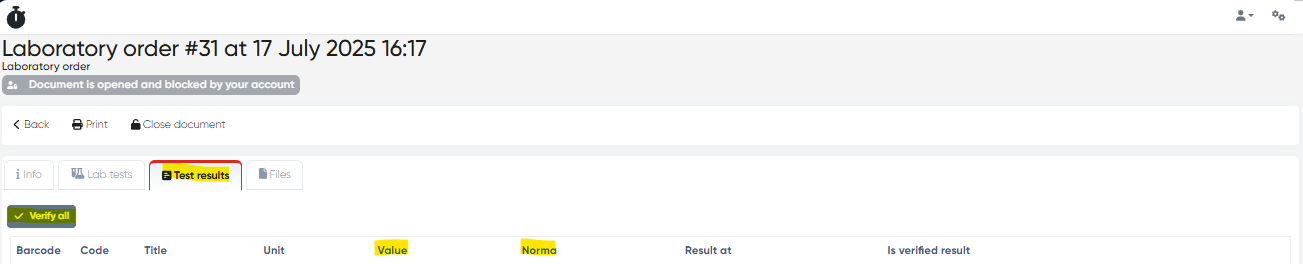 Laboratory order #31 at 17 July 2025 16:17
Laboratory order
Document is opened and blocked by your account
Back Print Close document
Info Lab tests Test results Files
Verify all
Barcode Code Title Unit Value Norma Result at Is verified result